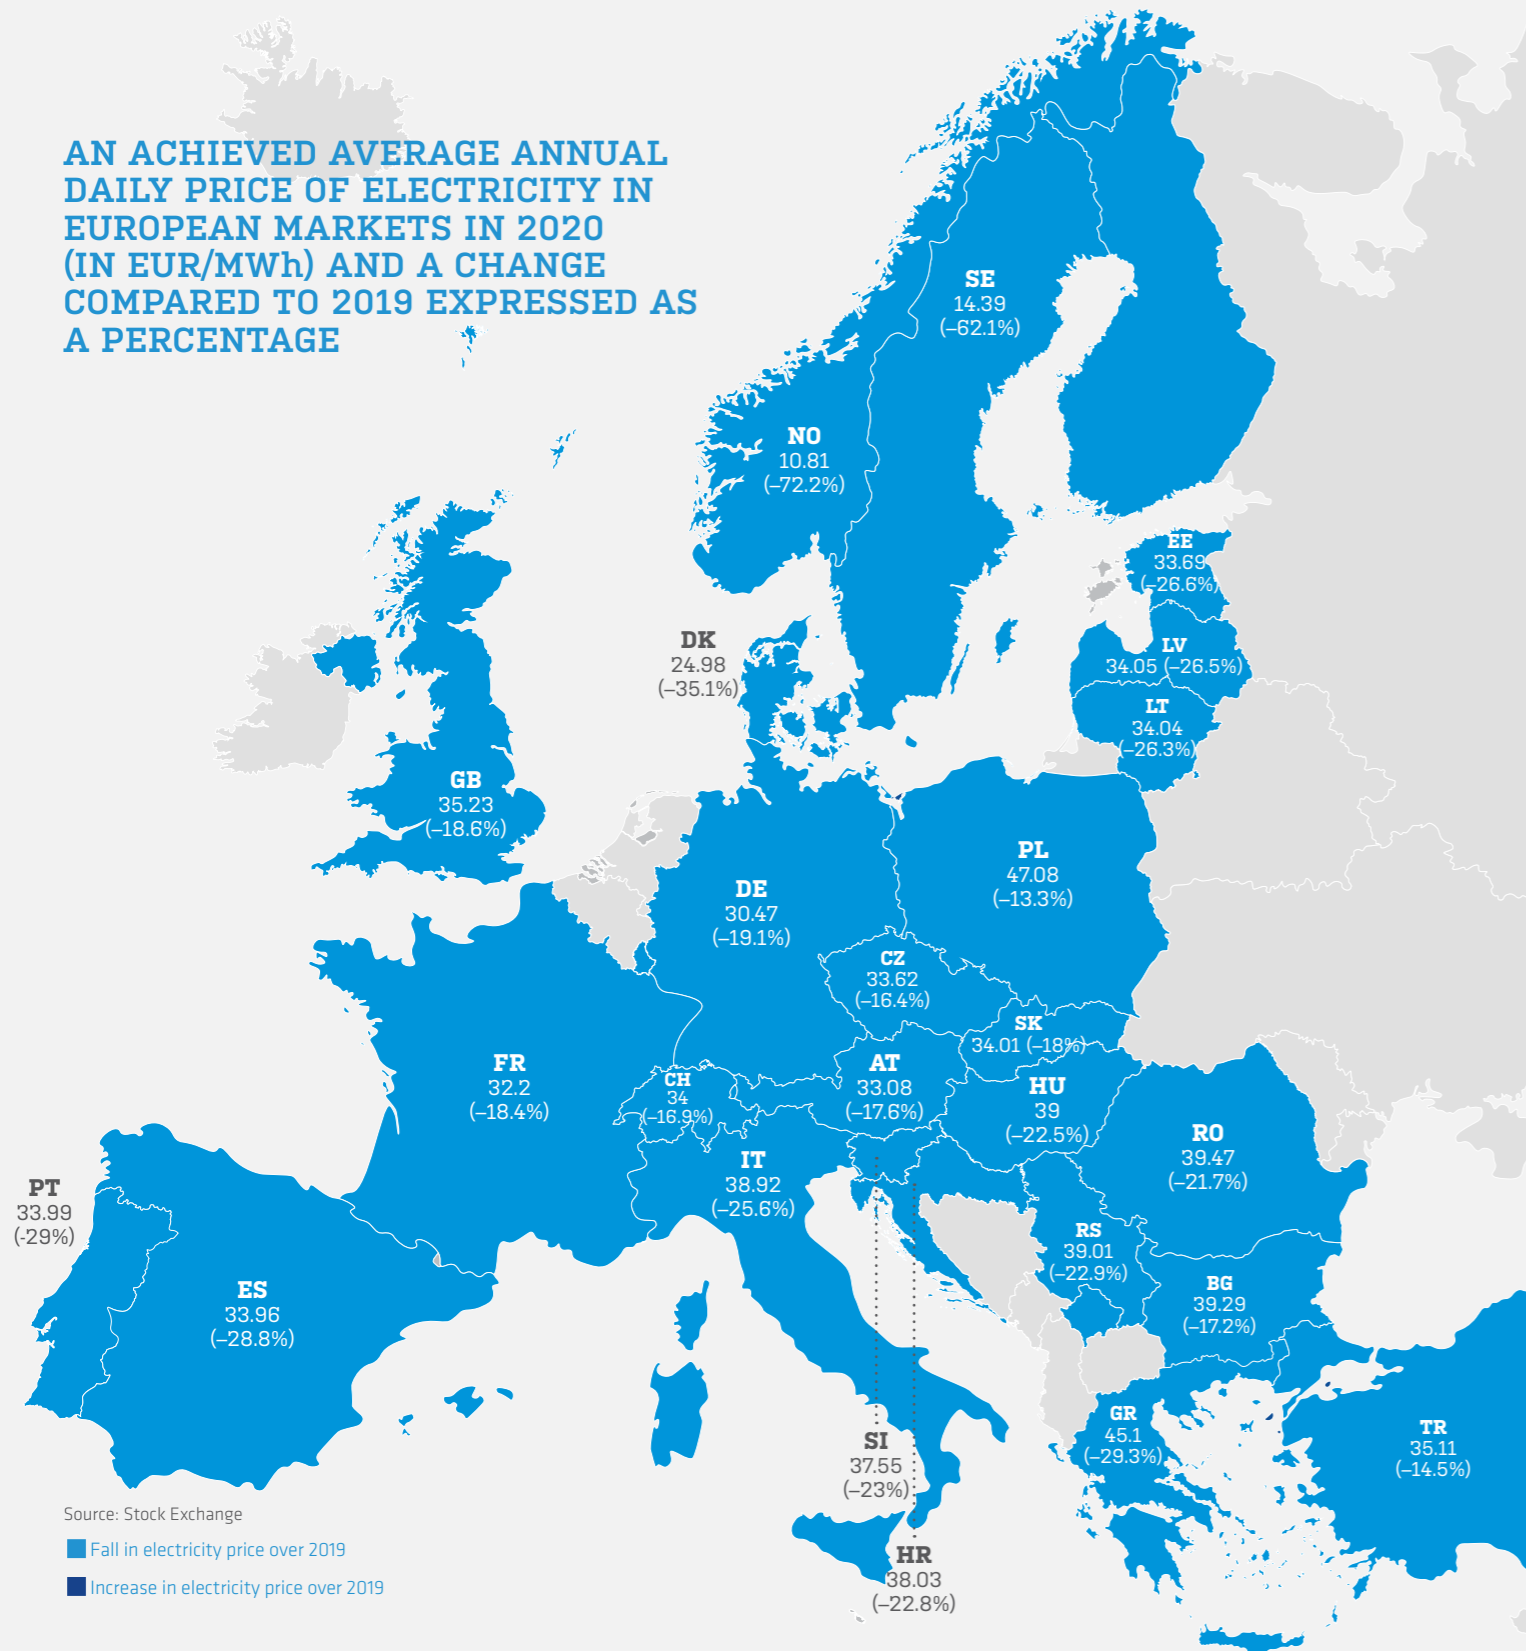 AN ACHIEVED AVERAGE ANNUAL
DAILY PRICE OF ELECTRICITY IN
EUROPEAN MARKETS IN 2020
(IN EUR/MWh) AND A CHANGE
COMPARED TO 2019 EXPRESSED AS
A PERCENTAGE
SE
14.39
(–62.1%)
NO
10.81
(–72.2%)
EE
33.69
(–26.6%)
DK
24.98
(–35.1%)
LV
34.05 (–26.5%)
LT
34.04
(–26.3%)
GB
35.23
(–18.6%)
PL
47.08
(–13.3%)
DE
30.47
(–19.1%)
CZ
33.62
(–16.4%)
SK
34.01 (–18%)
FR
32.2
(–18.4%)
CH
34
(–16.9%)
AT
33.08
(–17.6%)
HU
39
(–22.5%)
RO
39.47
(–21.7%)
IT
38.92
(–25.6%)
PT
33.99
(-29%)
RS
39.01
(–22.9%)
ES
33.96
(–28.8%)
BG
39.29
(–17.2%)
GR
45.1
(–29.3%)
TR
35.11
(–14.5%)
SI
37.55
(–23%)
HR
38.03
(–22.8%)
Source: Stock Exchange
Fall in electricity price over 2019
Increase in electricity price over 2019